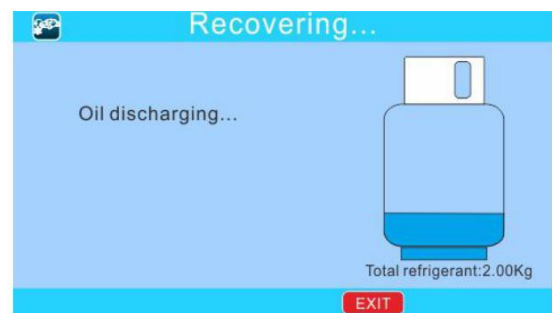 Recovering...
Oil discharging...
Total refrigerant:2.00Kg
EXIT